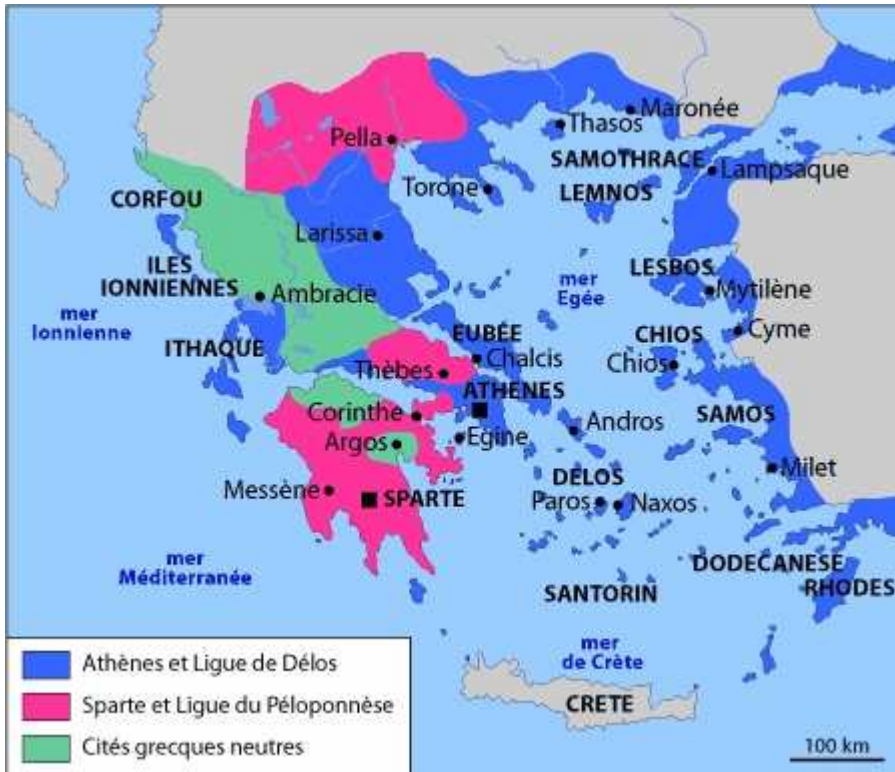 Maronée
Thasos
Pella
SAMOTHRACE
Lampsaque
Torone
LEMNOS
CORFOU
Larissa
ILES
IONNIENNES
LESBOS
mer
Egée
Ambracie
Mytilène
mer
Ionnienne
EUBÉE
CHIOS
Cyme
ITHAQUE
Chalcis
Thèbes
Chios
ATHENES
Corinthe
Andros
SAMOS
Argos
Egine
Milet
DELOS
Messène
SPARTE
Paros
Naxos
mer
Méditerranée
DODECANESE
RHODES
SANTORIN
mer
de Crète
CRETE
Athènes et Ligue de Délos
Sparte et Ligue du Péloponnèse
Cités grecques neutres
100 km